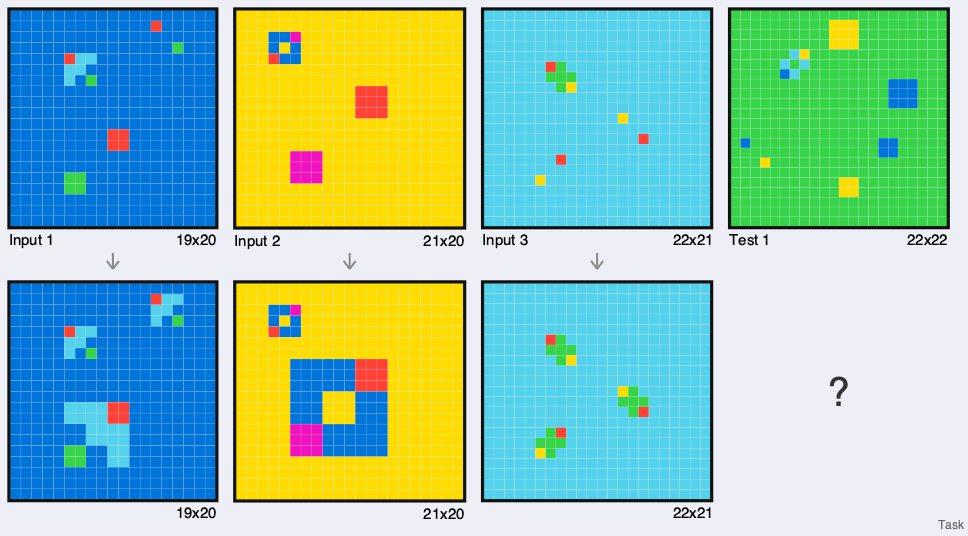 Input 1 19x20
Input 2 21x20
Input 3 22x21
Test 1 22x22
?
19x20
21x20
22x21
Task